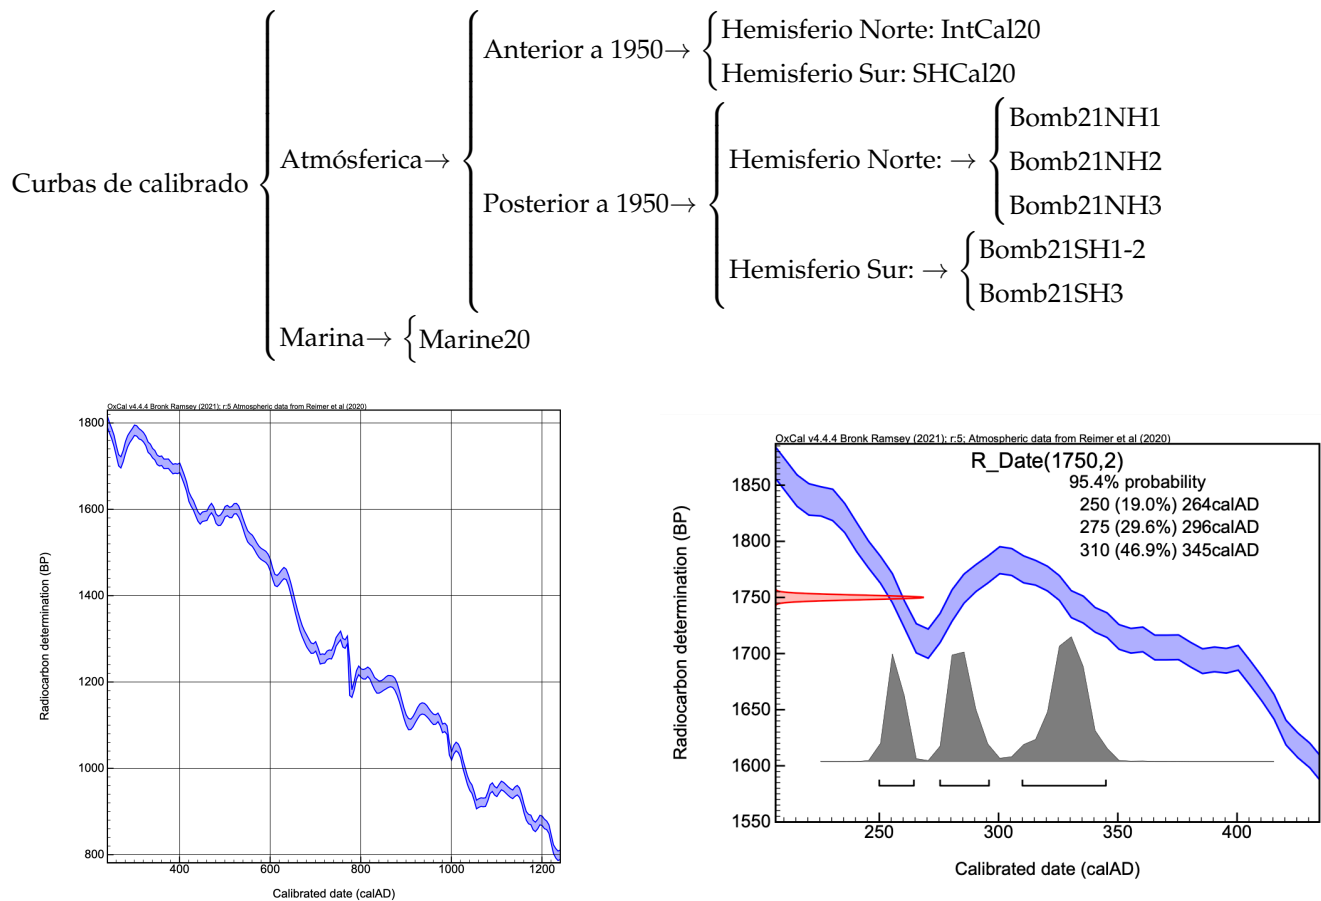 Curbas de calibrado
Atmósferica→
Anterior a 1950→
Hemisferio Norte: IntCal20
Hemisferio Sur: SHCal20
Posterior a 1950→
Hemisferio Norte: →
Bomb21NH1
Bomb21NH2
Bomb21NH3
Hemisferio Sur: →
Bomb21SH1-2
Bomb21SH3
Marina→
Marine20
OxCal v4.4.4 Bronk Ramsey (2021); r:5 Atmospheric data from Reimer et al (2020)
Radiocarbon determination (BP)
1800
1600
1400
1200
1000
800
400 600 800 1000 1200
Calibrated date (calAD)
OxCal v4.4.4 Bronk Ramsey (2021); r:5; Atmospheric data from Reimer et al (2020)
R_Date(1750,2)
95.4% probability
250 (19.0%) 264calAD
275 (29.6%) 296calAD
310 (46.9%) 345calAD
Radiocarbon determination (BP)
1850
1800
1750
1700
1650
1600
1550
250 300 350 400
Calibrated date (calAD)